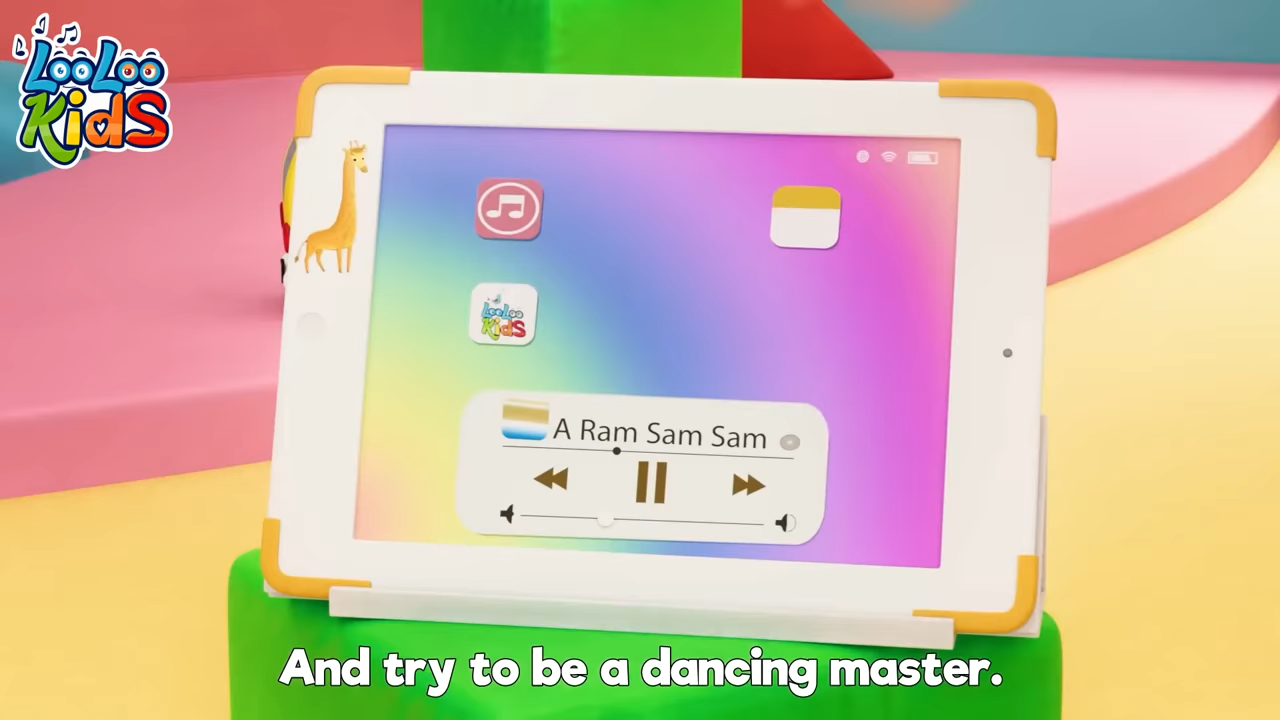 LooLoo
KidS
LooLoo
KidS
A Ram Sam Sam
And try to be a dancing master.